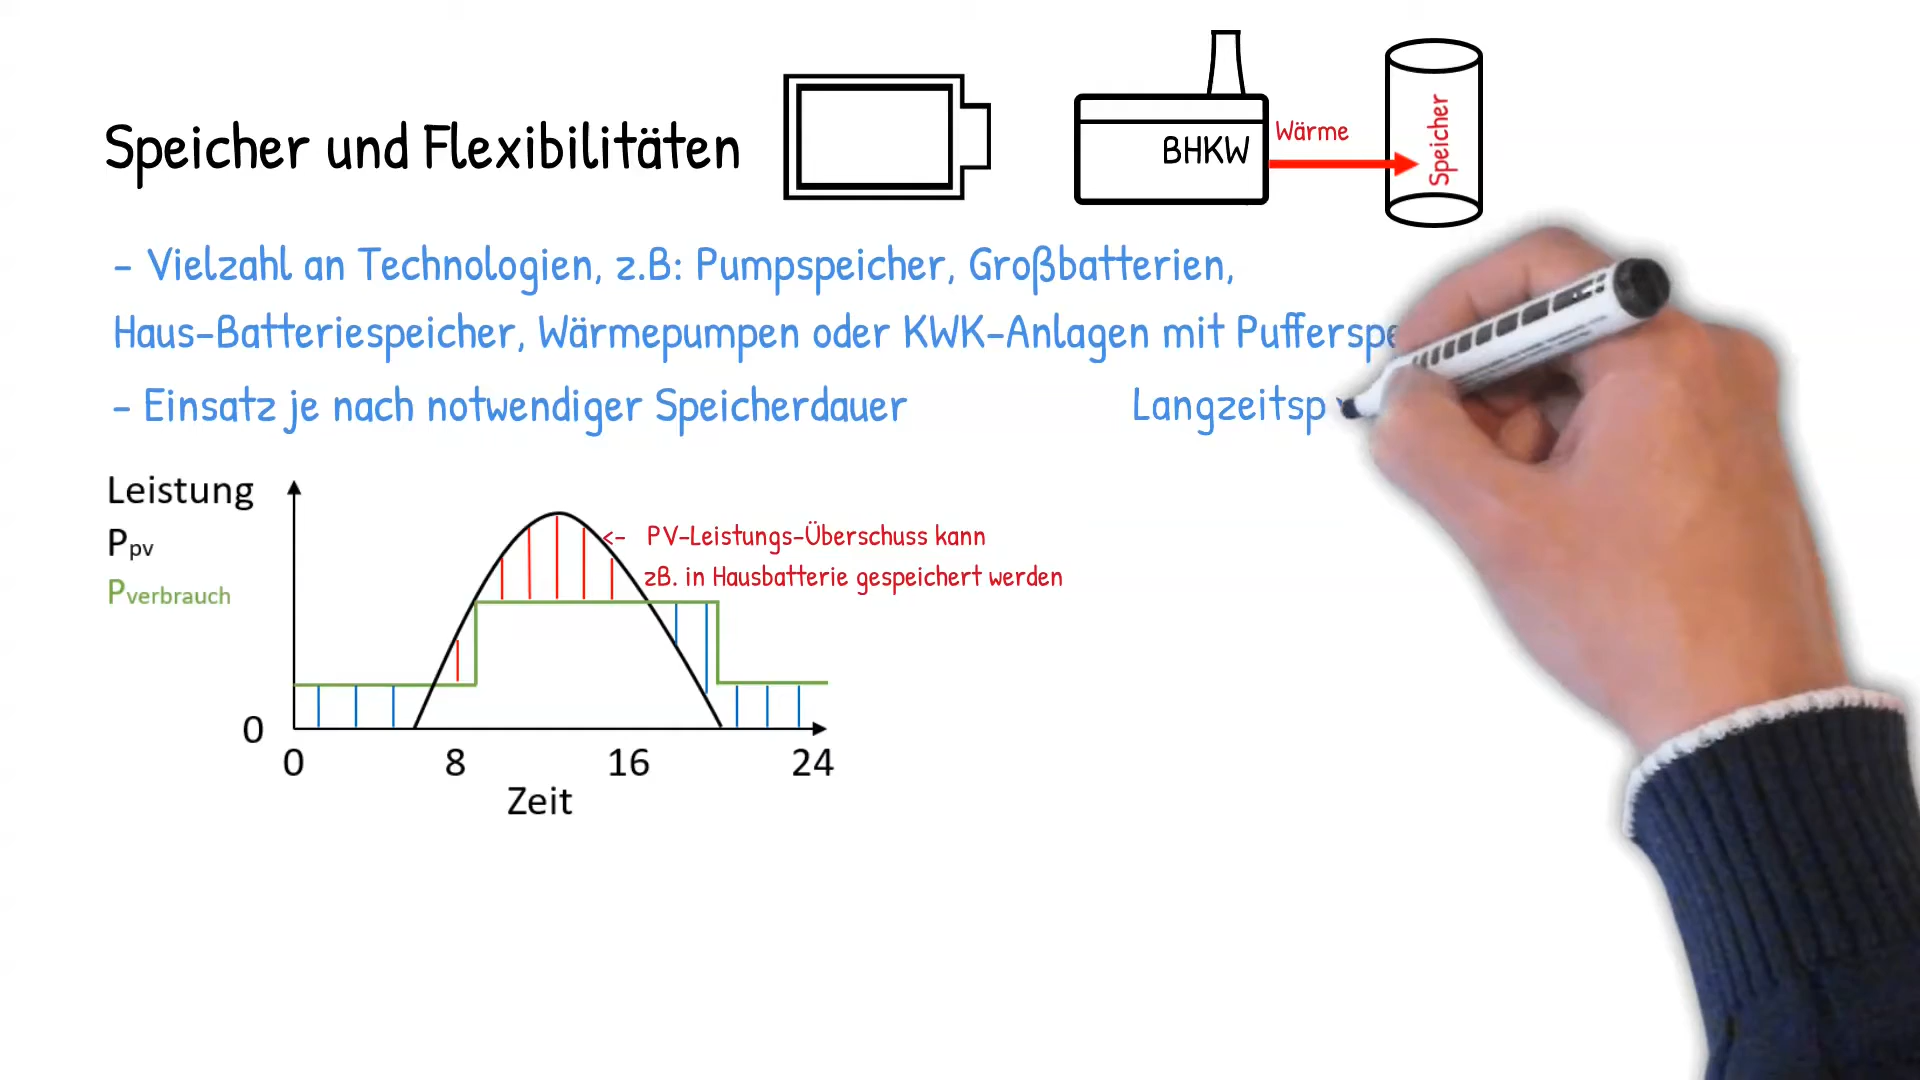 Speicher und Flexibilitäten
BHKW
Wärme
Speicher
- Vielzahl an Technologien, z.B: Pumpspeicher, Großbatterien,
Haus-Batteriespeicher, Wärmepumpen oder KWK-Anlagen mit Pufferspe
- Einsatz je nach notwendiger Speicherdauer
Langzeitsp
Leistung
Ppv
Pverbrauch
<- PV-Leistungs-Überschuss kann
zB. in Hausbatterie gespeichert werden
0
0 8 16 24
Zeit